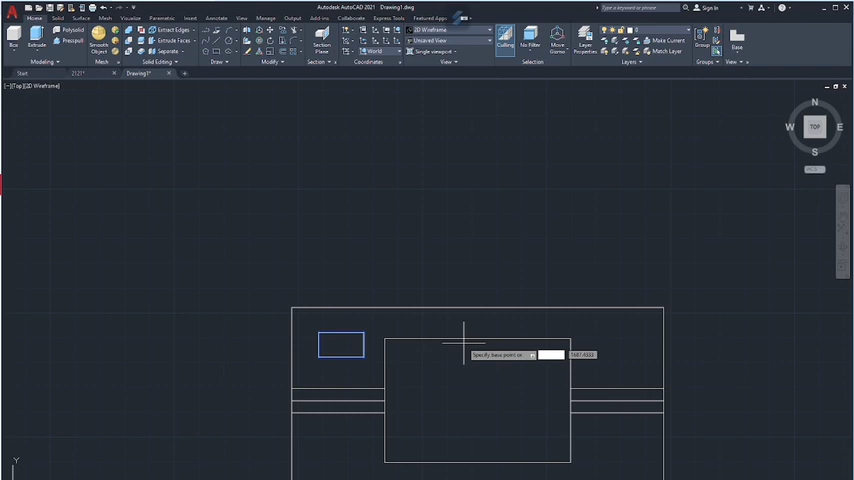 Autodesk AutoCAD 2021   Drawing1.dwg
Type a keyword or phrase
Sign In
Home Solid Surface Mesh Visualize Parametric Insert Annotate View Manage Output Add-ins Collaborate Express Tools Featured Apps
Polysolid
Presspull
Extract Edges
Extrude Faces
Separate
World
2D Wireframe
Unsaved View
Single viewport
0
Make Current
Match Layer
Box
Extrude
Smooth
Object
Section
Plane
Culling
No Filter
Move
Gizmo
Layer
Properties
Group
Base
Modeling
Mesh
Solid Editing
Draw
Modify
Section
Coordinates
View
Selection
Layers
Groups
View
Start
2121*
Drawing1*
[-][Top][2D Wireframe]
N
W TOP E
S
WCS
Specify base point or
Y